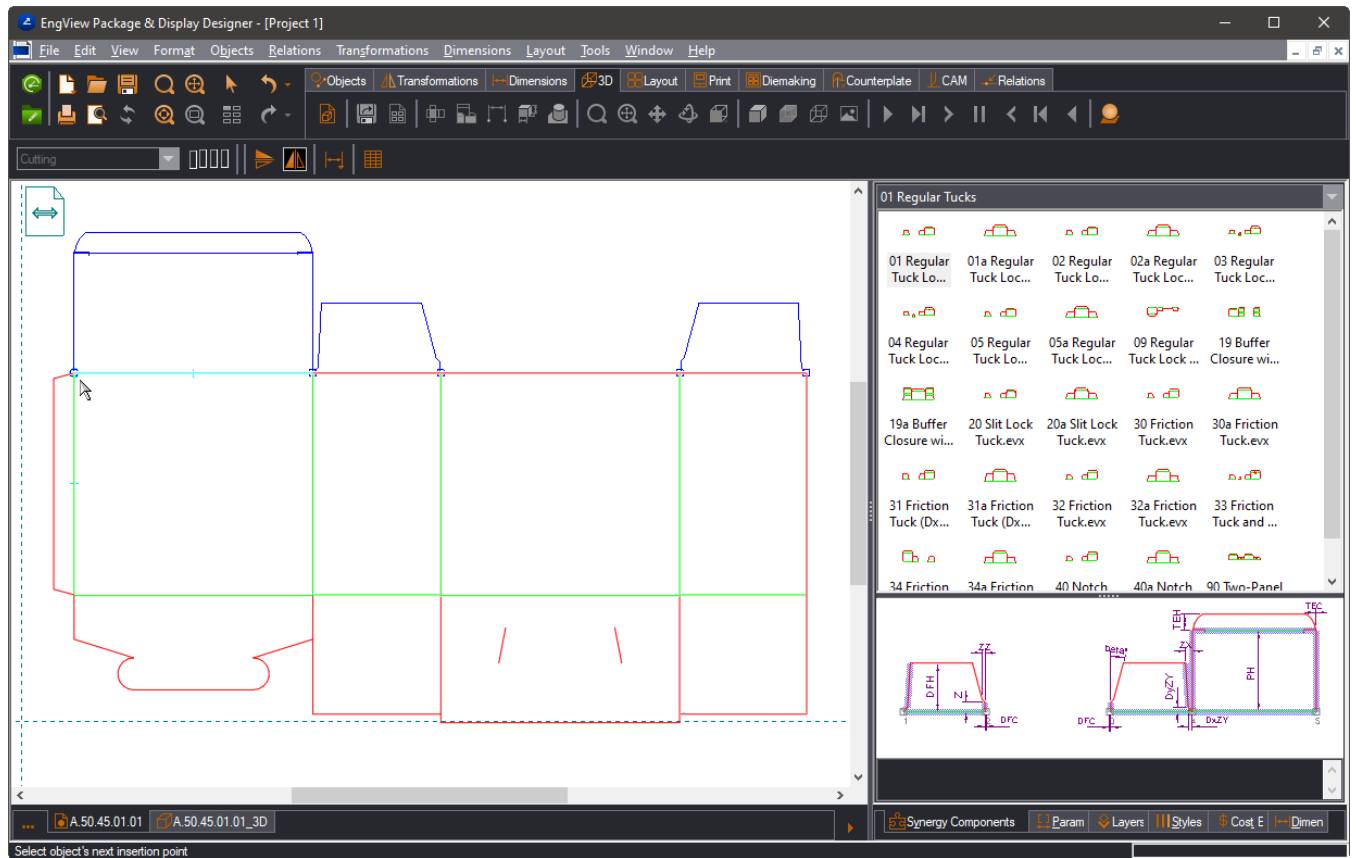 EngView Package & Display Designer - [Project 1]
File Edit View Format Objects Relations Transformations Dimensions Layout Tools Window Help
Objects Transformations Dimensions 3D Layout Print Diemaking Counterplate CAM Relations
Cutting
01 Regular Tucks
01 Regular Tuck Lo...
01a Regular Tuck Loc...
02 Regular Tuck Lo...
02a Regular Tuck Loc...
03 Regular Tuck Loc...
04 Regular Tuck Loc...
05 Regular Tuck Lo...
05a Regular Tuck Loc...
09 Regular Tuck Lock ...
19 Buffer Closure wi...
19a Buffer Closure wi...
20 Slit Lock Tuck.evx
20a Slit Lock Tuck.evx
30 Friction Tuck.evx
30a Friction Tuck.evx
31 Friction Tuck (Dx...
31a Friction Tuck (Dx...
32 Friction Tuck.evx
32a Friction Tuck.evx
33 Friction Tuck and ...
34 Friction
34a Friction
40 Notch
40a Notch
90 Two-Panel
TEC
TEH
ZZ
beta°
ZX
DFH
Z
DyZY
PH
DFC
DFC
DxZY
1
S
A.50.45.01.01
A.50.45.01.01_3D
Synergy Components Param Layers Styles Cost E Dimen
Select object's next insertion point